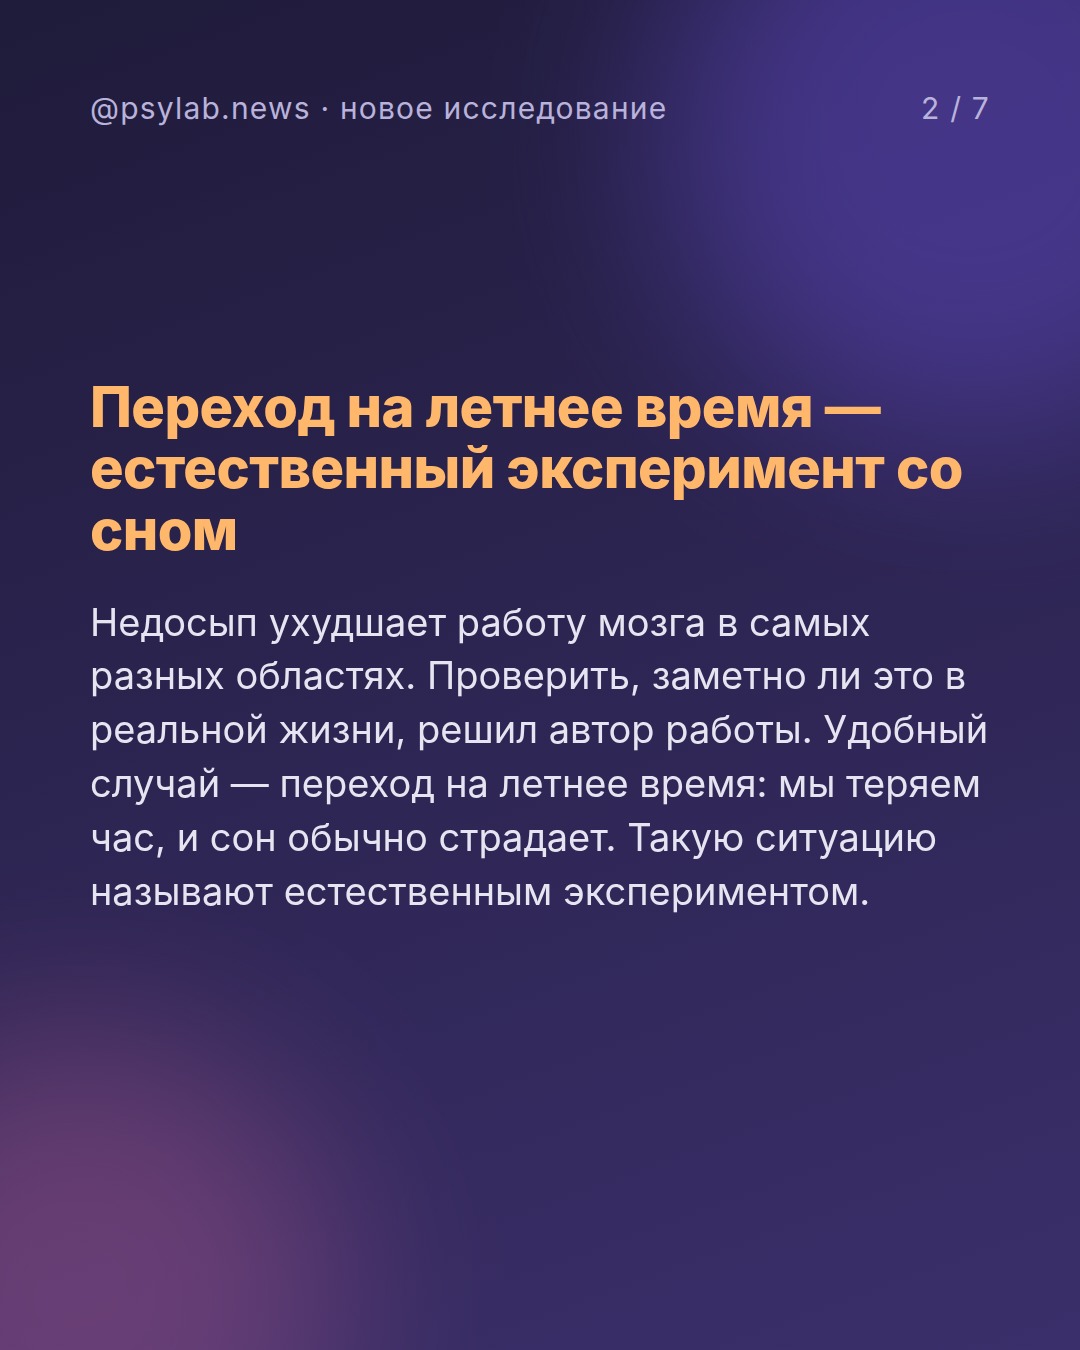 @psylab.news · новое исследование
2 / 7
Переход на летнее время —
естественный эксперимент со
сном
Недосып ухудшает работу мозга в самых
разных областях. Проверить, заметно ли это в
реальной жизни, решил автор работы. Удобный
случай — переход на летнее время: мы теряем
час, и сон обычно страдает. Такую ситуацию
называют естественным экспериментом.